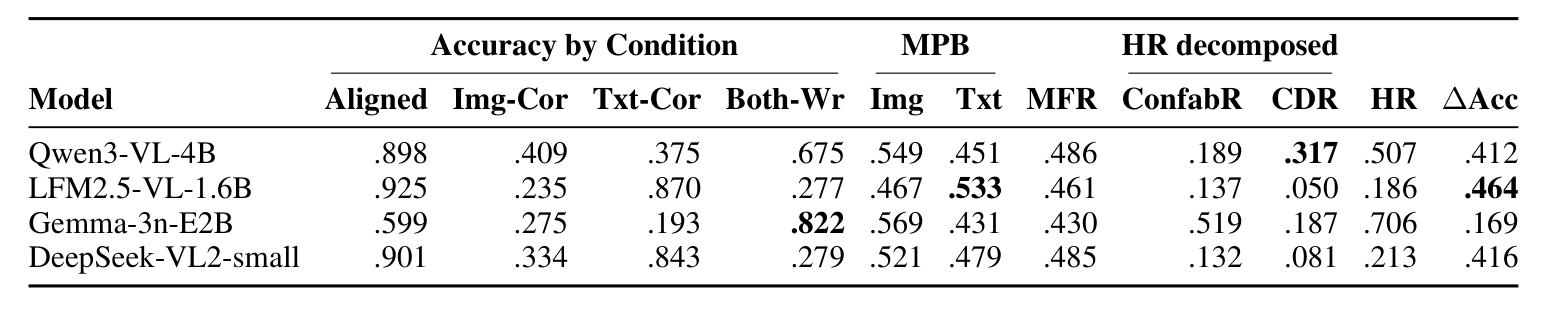 Accuracy by Condition MPB HR decomposed
Model Aligned Img-Cor Txt-Cor Both-Wr Img Txt MFR ConfabR CDR HR △Acc
Qwen3-VL-4B .898 .409 .375 .675 .549 .451 .486 .189 .317 .507 .412
LFM2.5-VL-1.6B .925 .235 .870 .277 .467 .533 .461 .137 .050 .186 .464
Gemma-3n-E2B .599 .275 .193 .822 .569 .431 .430 .519 .187 .706 .169
DeepSeek-VL2-small .901 .334 .843 .279 .521 .479 .485 .132 .081 .213 .416